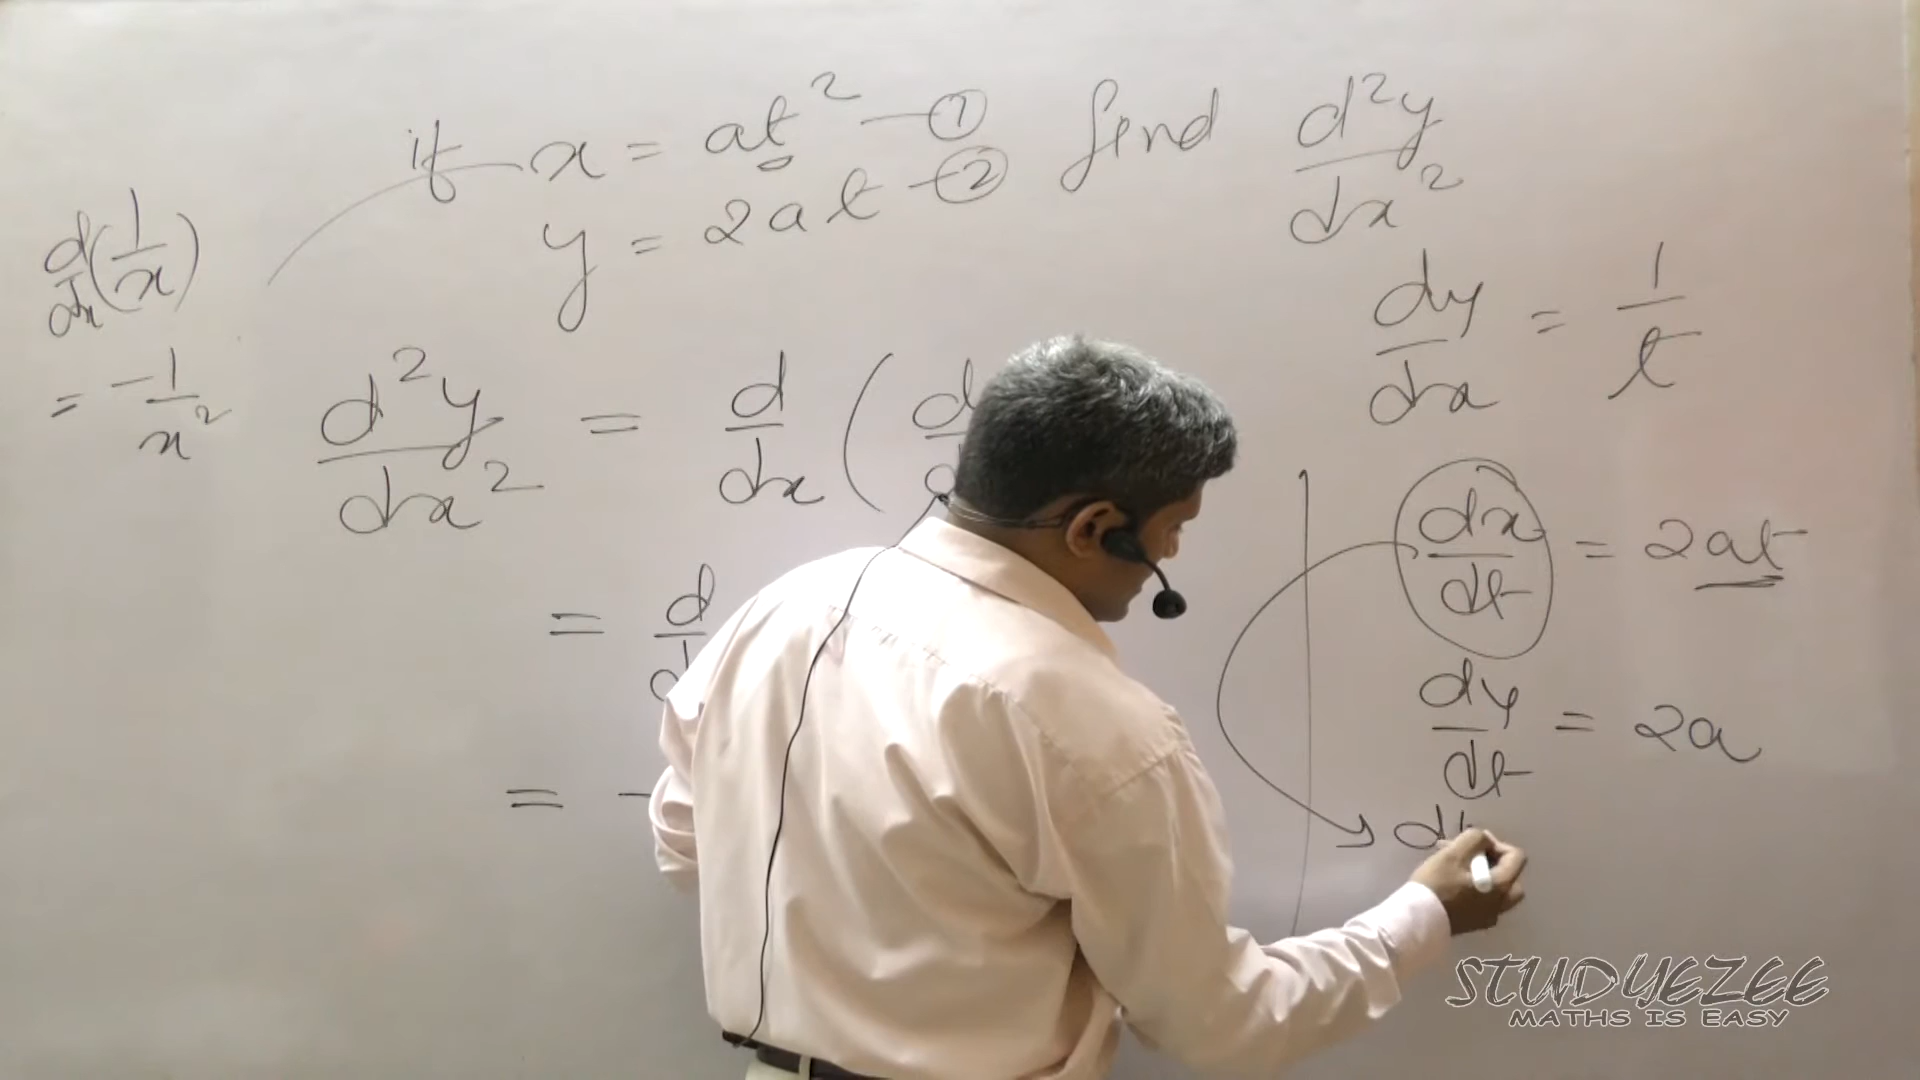 if x = at² — ① find d²y/dx²
y = 2at — ②
d/dx (1/x)
= -1/x²
dy/dx = 1/t
d²y/dx² = d/dx ( d
dx/dt = 2at
= d
dy/dt = 2a
= -
dt
STUDYEZEE
MATHS IS EASY